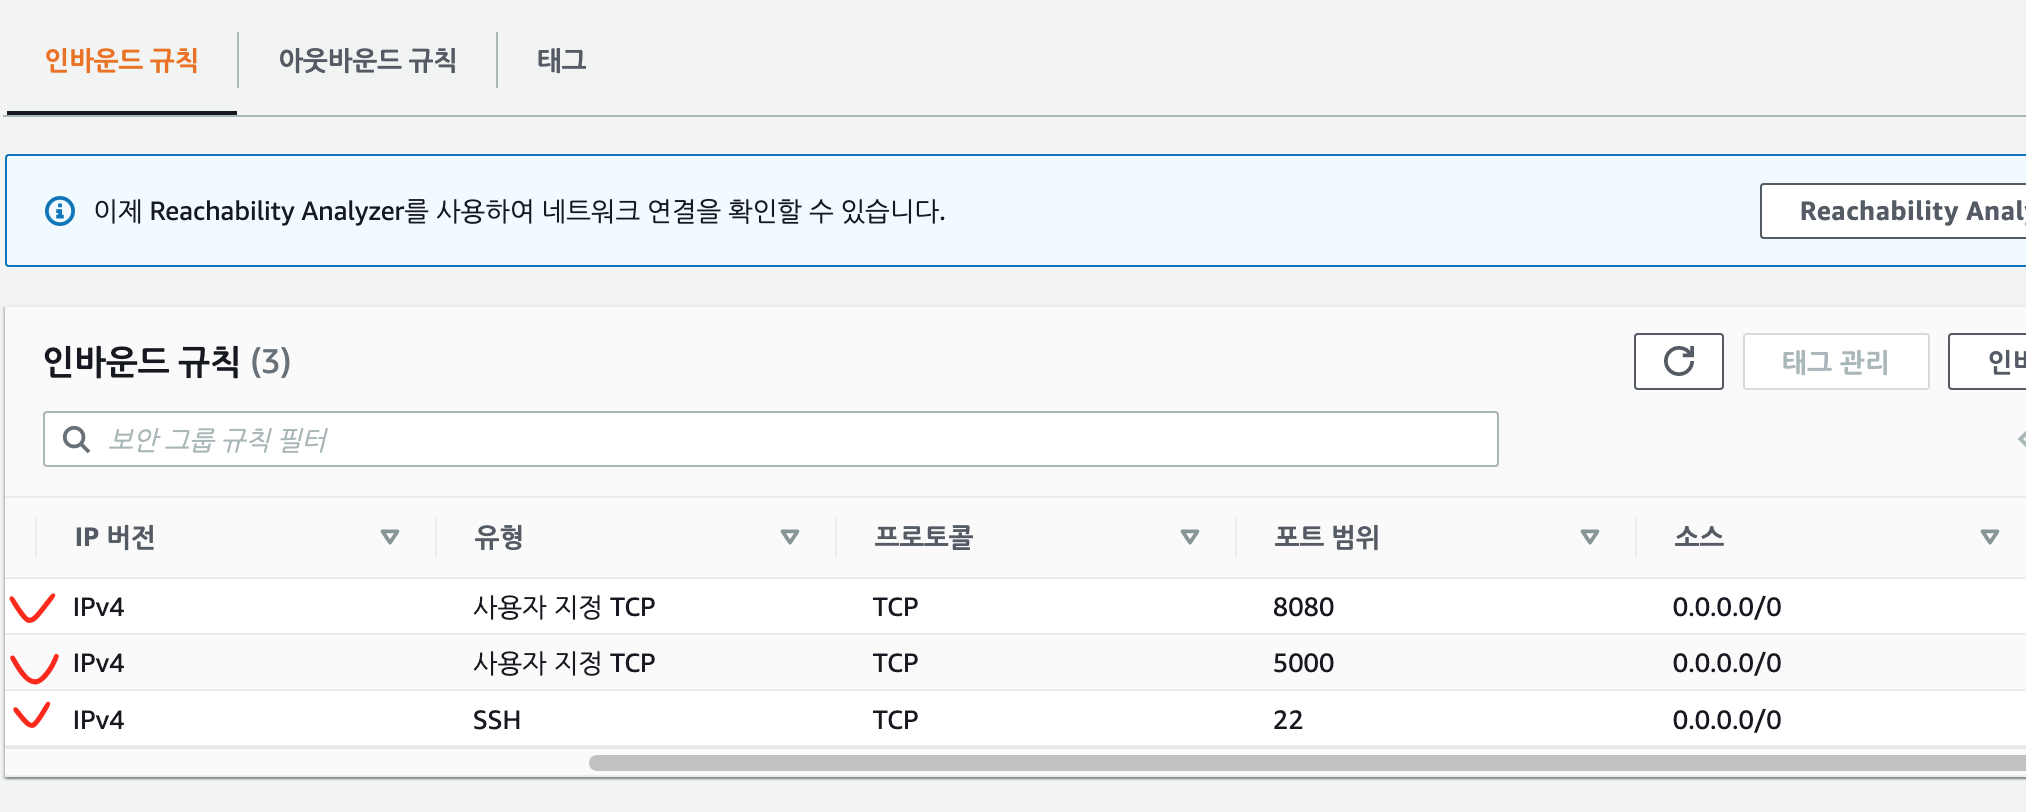 인바운드 규칙 아웃바운드 규칙 태그
이제 Reachability Analyzer를 사용하여 네트워크 연결을 확인할 수 있습니다. Reachability Anal
인바운드 규칙 (3) 태그 관리 인바
보안 그룹 규칙 필터
IP 버전 유형 프로토콜 포트 범위 소스
IPv4 사용자 지정 TCP TCP 8080 0.0.0.0/0
IPv4 사용자 지정 TCP TCP 5000 0.0.0.0/0
IPv4 SSH TCP 22 0.0.0.0/0